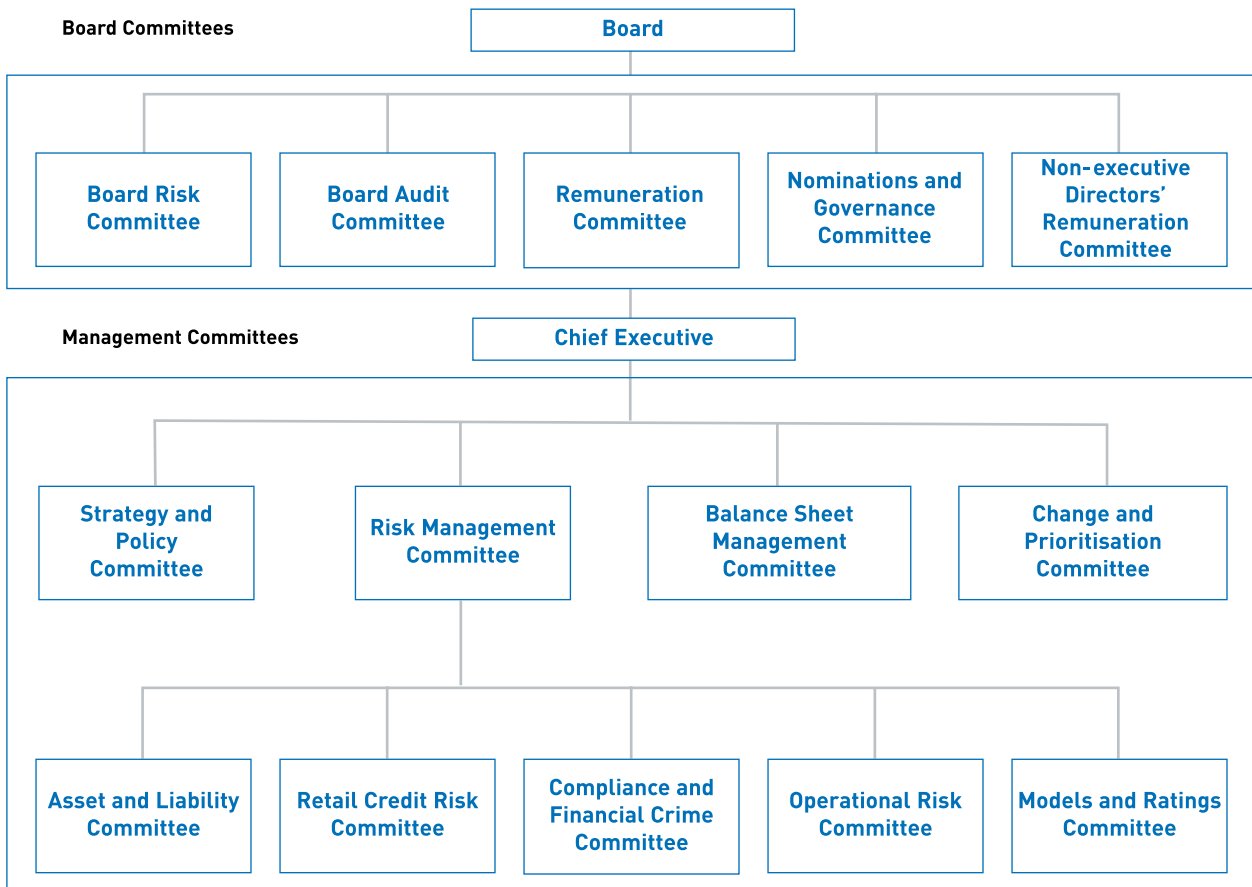 Board Committees
Board
Board Risk
Committee
Board Audit
Committee
Remuneration
Committee
Nominations and
Governance
Committee
Non-executive
Directors’
Remuneration
Committee
Management Committees
Chief Executive
Strategy and
Policy
Committee
Risk Management
Committee
Balance Sheet
Management
Committee
Change and
Prioritisation
Committee
Asset and Liability
Committee
Retail Credit Risk
Committee
Compliance and
Financial Crime
Committee
Operational Risk
Committee
Models and Ratings
Committee